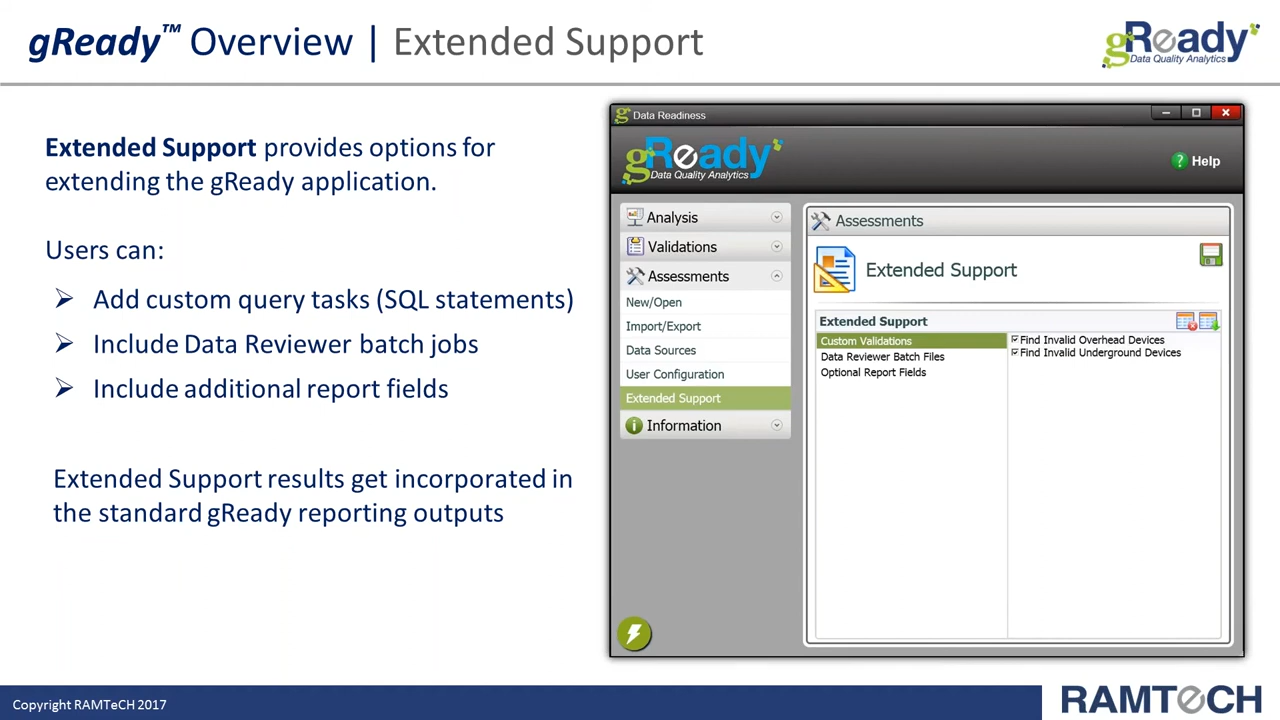 gReady™ Overview | Extended Support
gReady
Data Quality Analytics
Extended Support provides options for
extending the gReady application.
Users can:
➢ Add custom query tasks (SQL statements)
➢ Include Data Reviewer batch jobs
➢ Include additional report fields
Extended Support results get incorporated in
the standard gReady reporting outputs
g Data Readiness
gReady
Data Quality Analytics
? Help
Analysis
Validations
Assessments
New/Open
Import/Export
Data Sources
User Configuration
Extended Support
Information
Assessments
Extended Support
Extended Support
Custom Validations
Data Reviewer Batch Files
Optional Report Fields
Find Invalid Overhead Devices
Find Invalid Underground Devices
Copyright RAMTeCH 2017
RAMTeCH